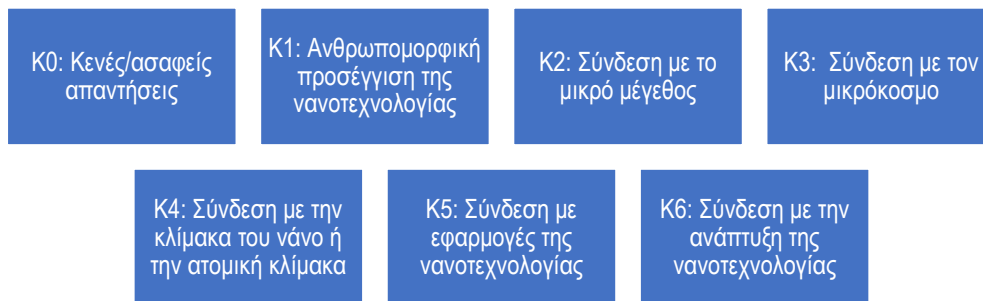 Κ0: Κενές/ασαφείς
απαντήσεις
Κ1: Ανθρωπομορφική
προσέγγιση της
νανοτεχνολογίας
Κ2: Σύνδεση με το
μικρό μέγεθος
Κ3:  Σύνδεση με τον
μικρόκοσμο
Κ4: Σύνδεση με την
κλίμακα του νάνο ή
την ατομική κλίμακα
Κ5: Σύνδεση με
εφαρμογές της
νανοτεχνολογίας
Κ6: Σύνδεση με την
ανάπτυξη της
νανοτεχνολογίας